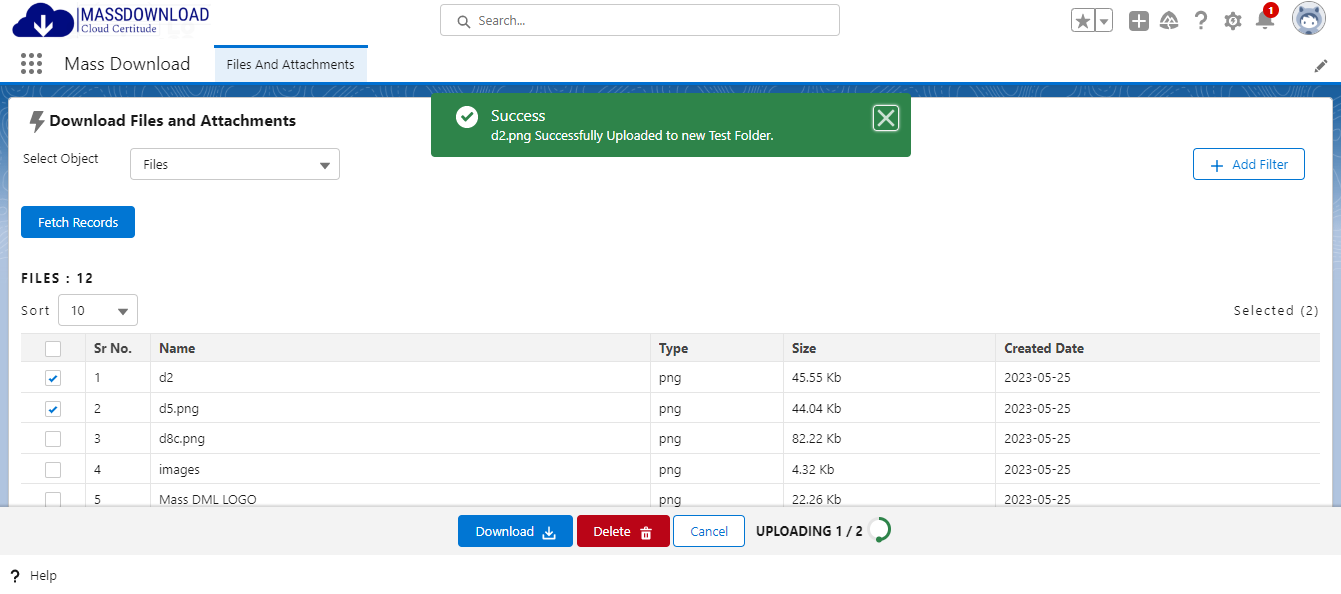 MASSDOWNLOAD
Cloud Certitude
Search...
1
Mass Download
Files And Attachments
Success
d2.png Successfully Uploaded to new Test Folder.
Download Files and Attachments
Select Object
Files
Add Filter
Fetch Records
FILES : 12
Sort 10
Selected (2)
Sr No. Name Type Size Created Date
1 d2 png 45.55 Kb 2023-05-25
2 d5.png png 44.04 Kb 2023-05-25
3 d8c.png png 82.22 Kb 2023-05-25
4 images png 4.32 Kb 2023-05-25
5 Mass DML LOGO png 22.26 Kb 2023-05-25
Download Delete Cancel UPLOADING 1 / 2
? Help